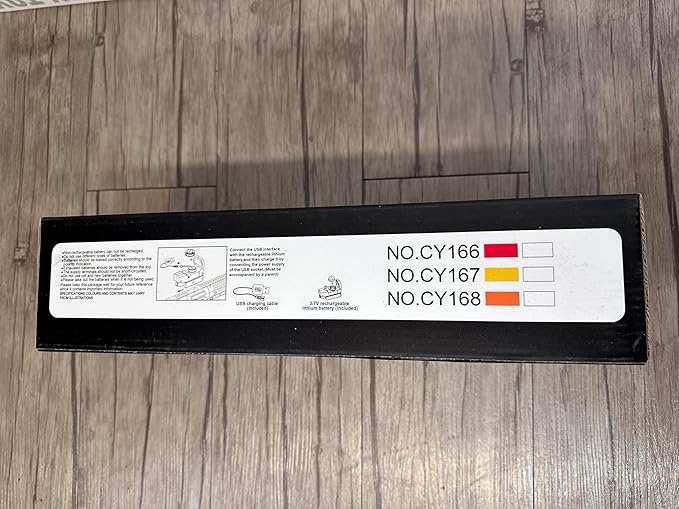 •Non-rechargeable battery can not be recharged.
•Do not use different types of batteries.
•Batteries should be loaded correctly according to the
polarity indication.
•Exhausted batteries should be removed from the toy.
•The supply terminals should not be short-circuited.
•Do not use old and new batteries together.
•Please take out the batteries when it is not being used.
Please keep this package well for your future reference
since it contains important information.
SPECIFICATIONS COLOURS AND CONTENTS MAY VARY
FROM ILLUSTRATIONS
Connect the USB interface
with the rechargeable lithium
battery,and then charge it by
connecting the power supply
of the USB socket.(Must be
accompanied by a parent)
USB charging cable
(included)
3.7V rechargeable
lithium battery (included)
NO.CY166
NO.CY167
NO.CY168